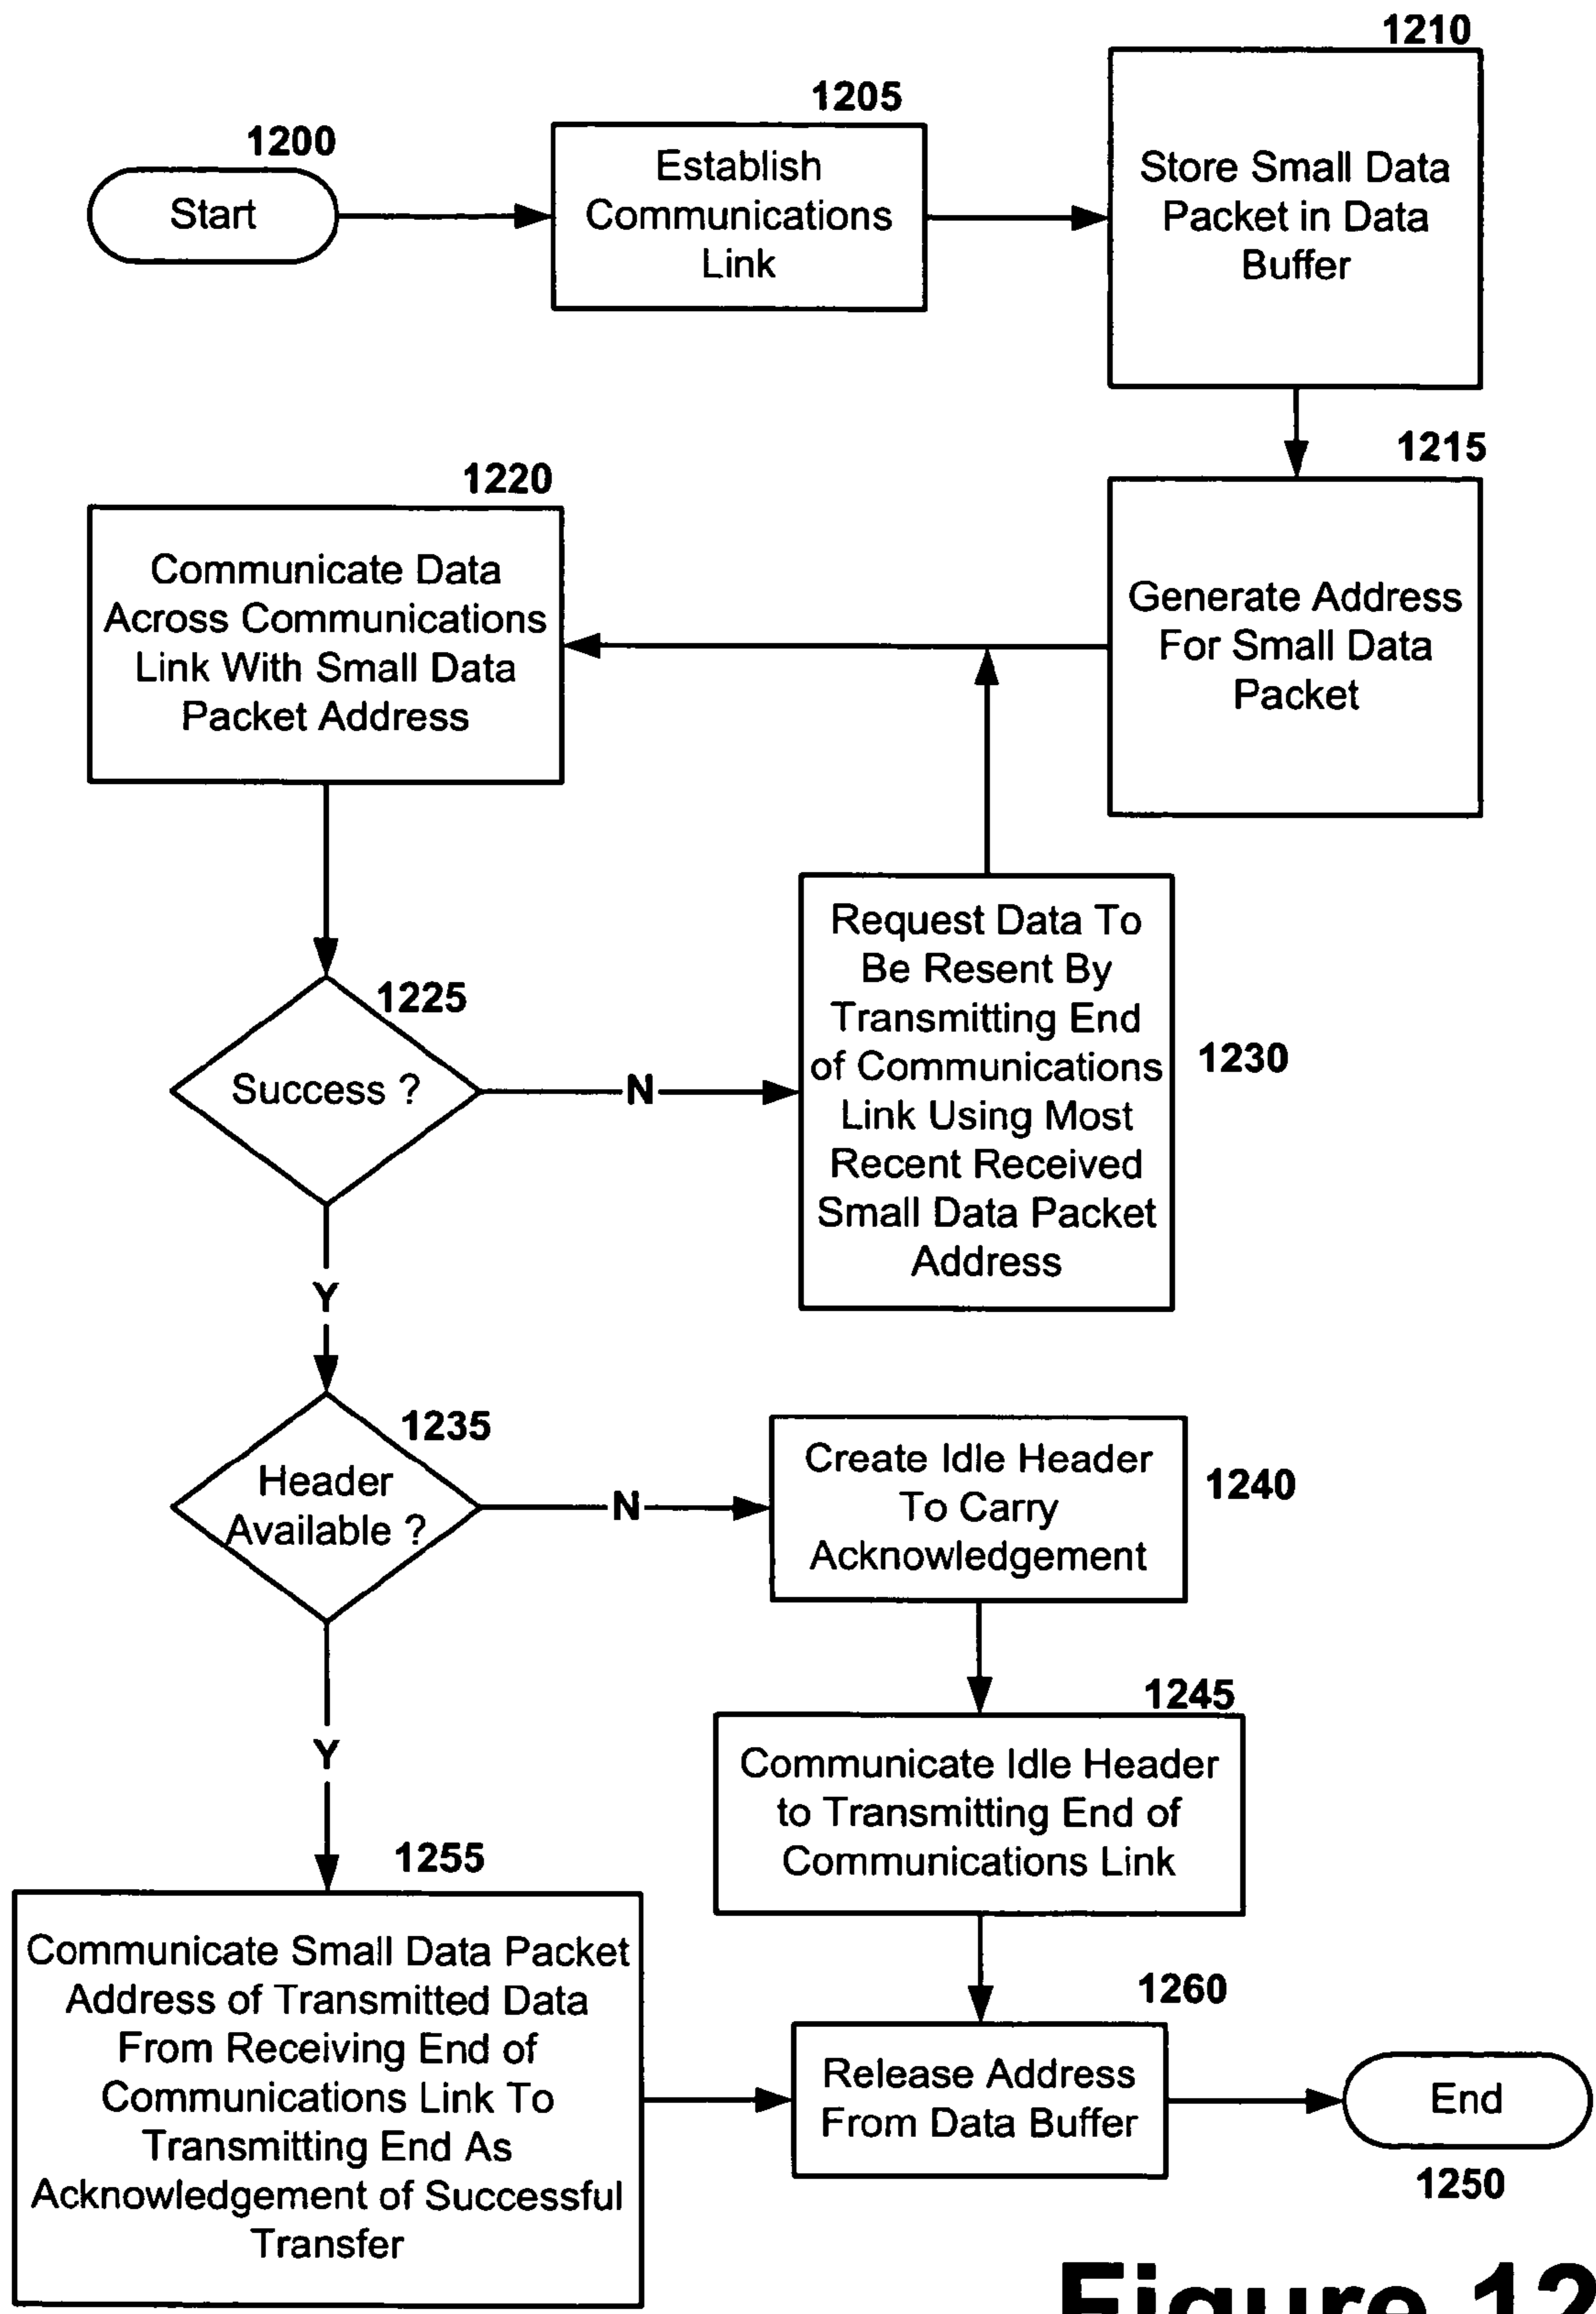 1200
Start
1205
Establish
Communications
Link
1210
Store Small Data
Packet in Data
Buffer
1215
Generate Address
For Small Data
Packet
1220
Communicate Data
Across Communications
Link With Small Data
Packet Address
1225
Success ?
N
1230
Request Data To
Be Resent By
Transmitting End
of Communications
Link Using Most
Recent Received
Small Data Packet
Address
Y
1235
Header
Available ?
N
1240
Create Idle Header
To Carry
Acknowledgement
1245
Communicate Idle Header
to Transmitting End of
Communications Link
Y
1255
Communicate Small Data Packet
Address of Transmitted Data
From Receiving End of
Communications Link To
Transmitting End As
Acknowledgement of Successful
Transfer
1260
Release Address
From Data Buffer
End
1250
Figure 12